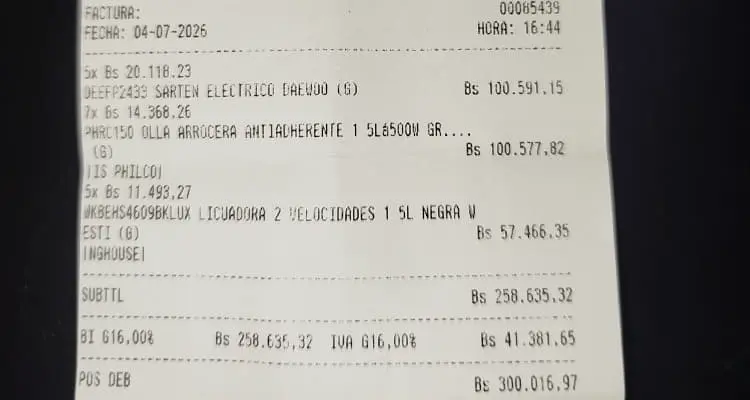 FACTURA: 00085439
FECHA: 04-07-2026 HORA: 16:44
5x Bs 20.118,23
DEEFP2433 SARTEN ELECTRICO DAEWOO (G) Bs 100.591,15
7x Bs 14.368,26
PHRC150 OLLA ARROCERA ANTIADHERENTE 1 5L6500W GR....
(G) Bs 100.577,82
|IS PHILCO|
5x Bs 11.493,27
WKBEHS4609BKLUX LICUADORA 2 VELOCIDADES 1 5L NEGRA W
ESTI (G) Bs 57.466,35
|NGHOUSE|
SUBTTL Bs 258.635,32
BI G16,00% Bs 258.635,32 IVA G16,00% Bs 41.381,65
POS DEB Bs 300.016,97